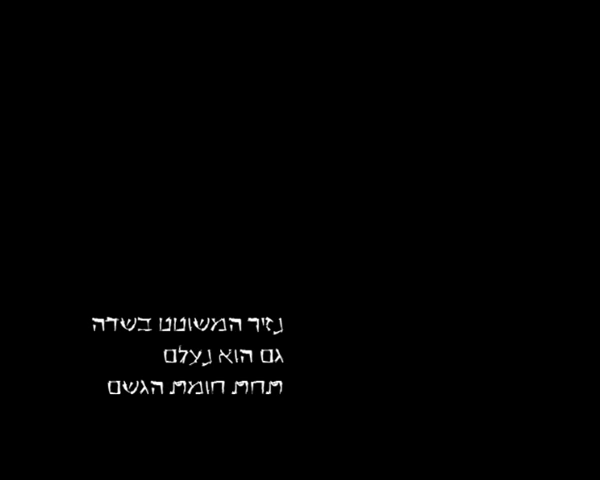 נזיר המשוטט בשדה
גם הוא נעלם
תחת חומת הגשם